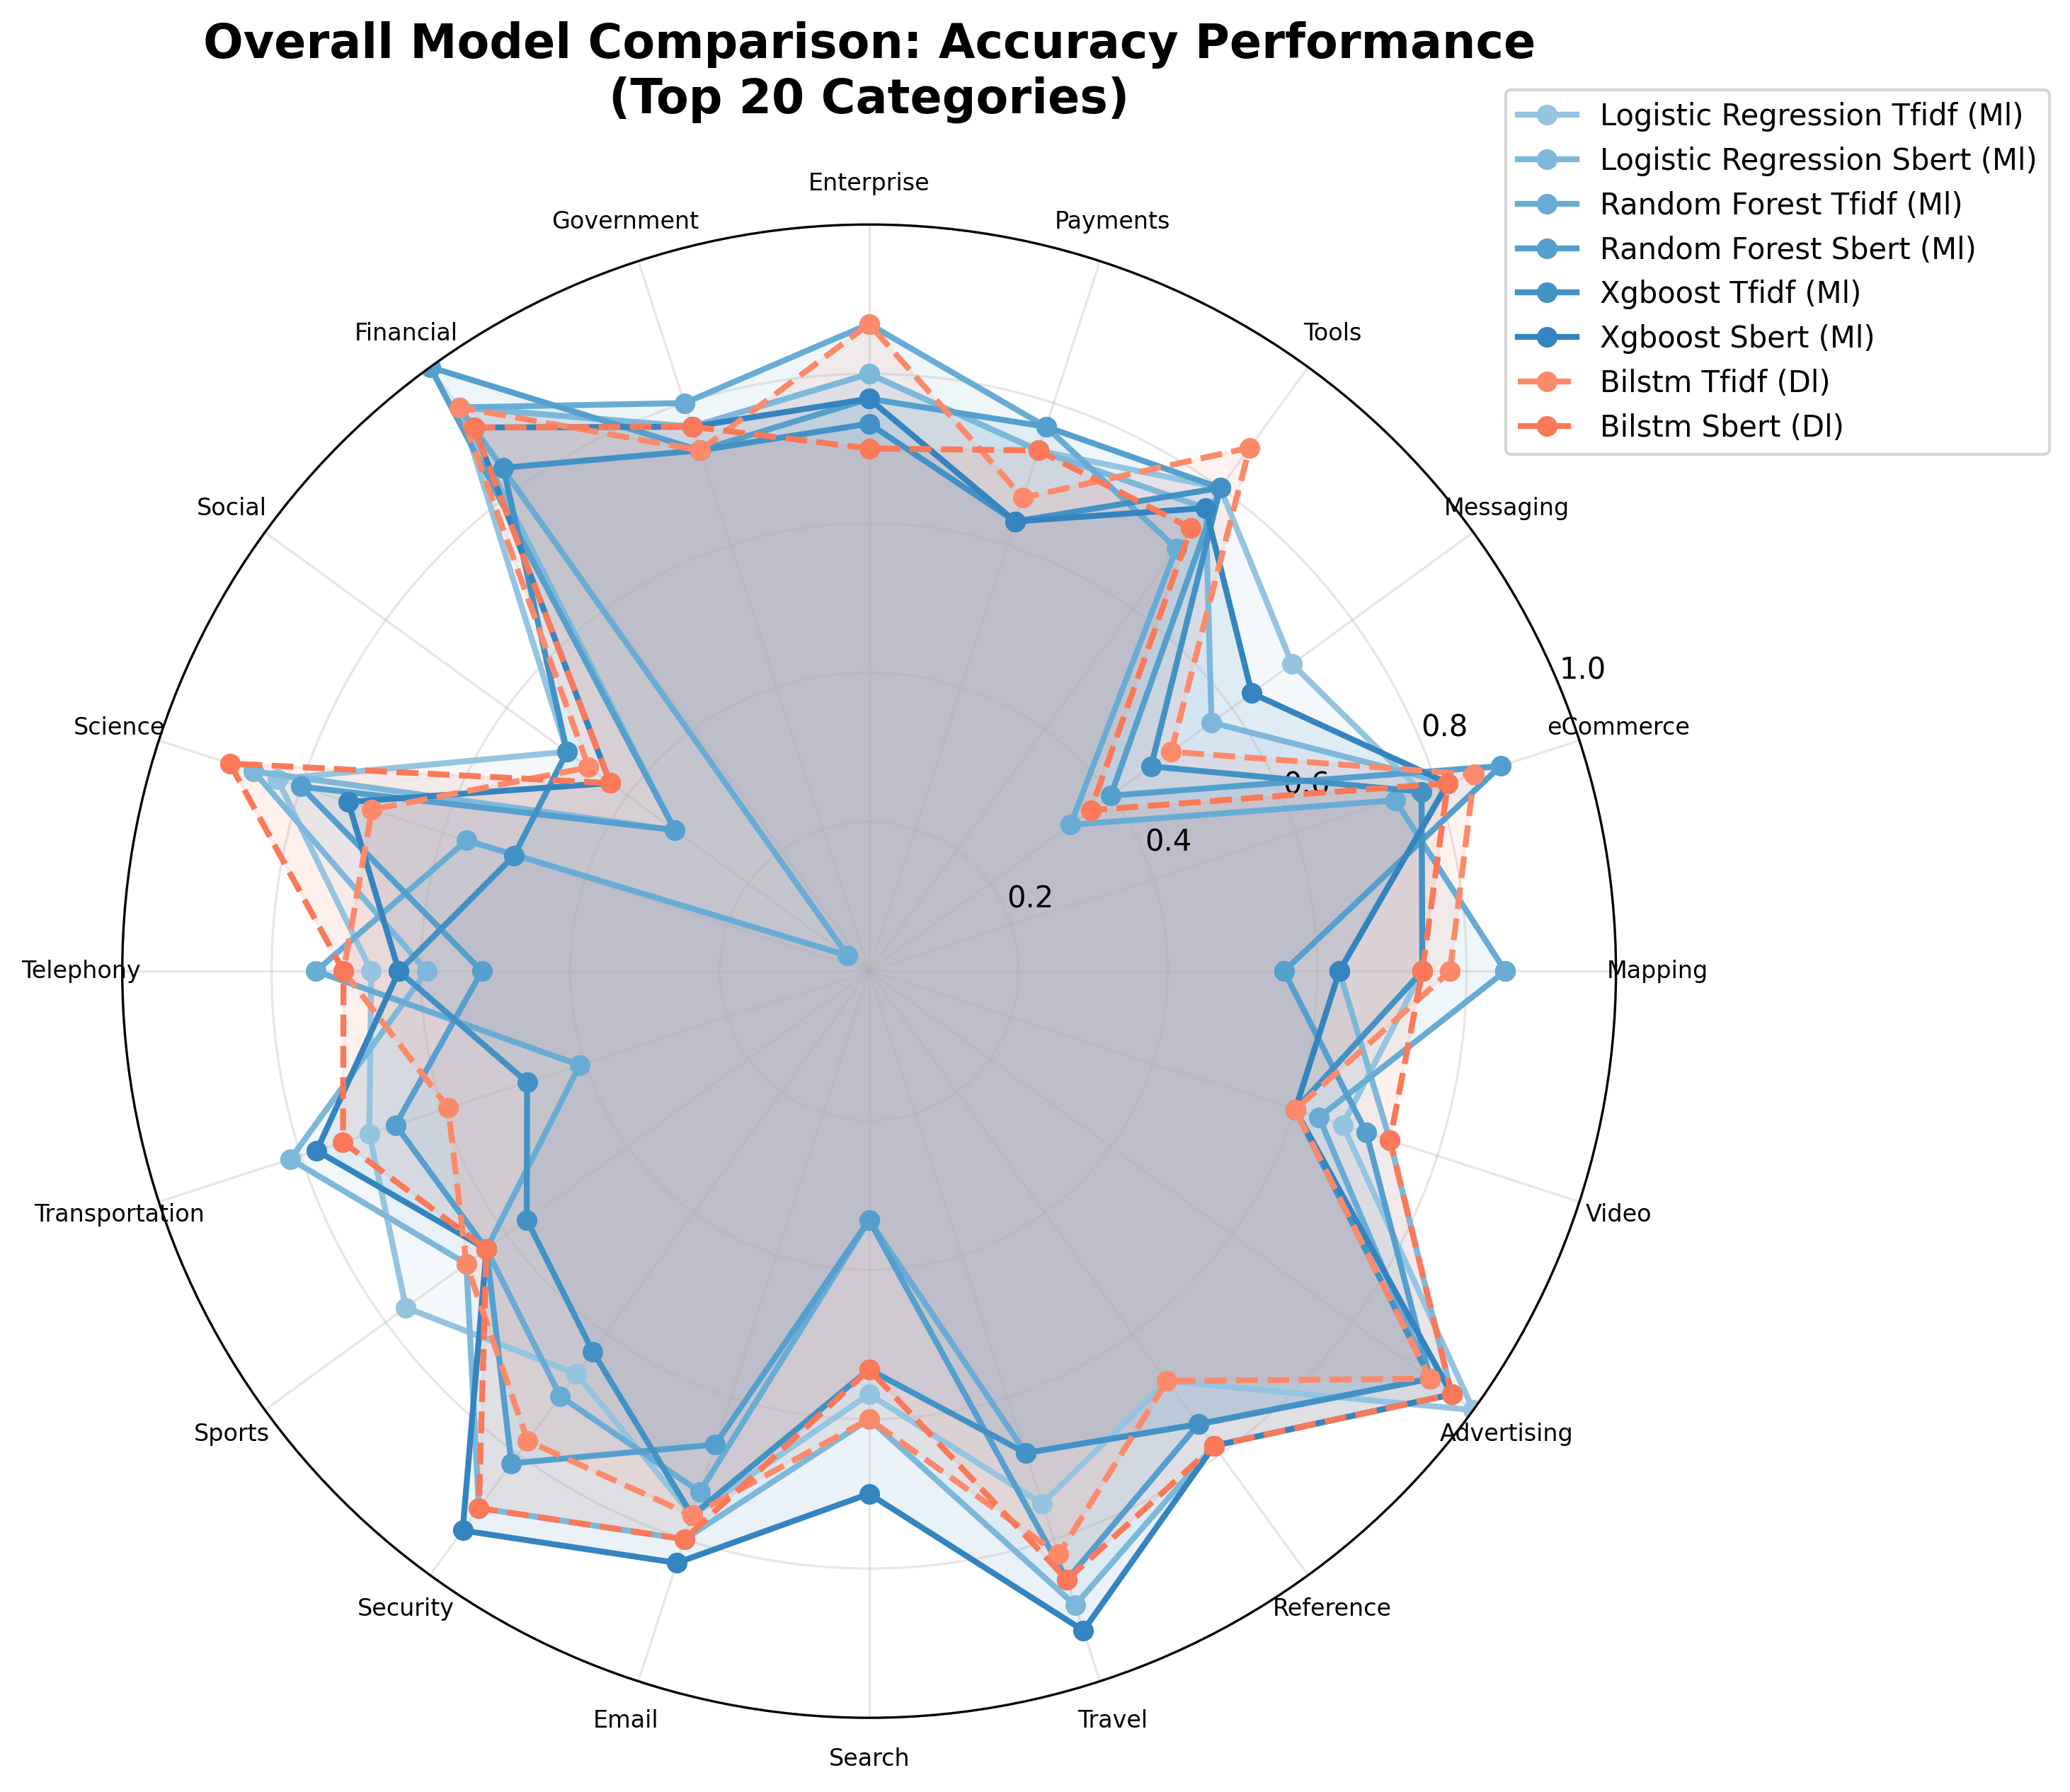 Overall Model Comparison: Accuracy Performance
(Top 20 Categories)
Logistic Regression Tfidf (Ml)
Logistic Regression Sbert (Ml)
Random Forest Tfidf (Ml)
Random Forest Sbert (Ml)
Xgboost Tfidf (Ml)
Xgboost Sbert (Ml)
Bilstm Tfidf (Dl)
Bilstm Sbert (Dl)
Enterprise
Government
Payments
Financial
Tools
Social
Messaging
1.0
Science
0.8
eCommerce
0.6
0.4
0.2
Telephony
Mapping
Transportation
Video
Sports
Advertising
Security
Reference
Email
Travel
Search